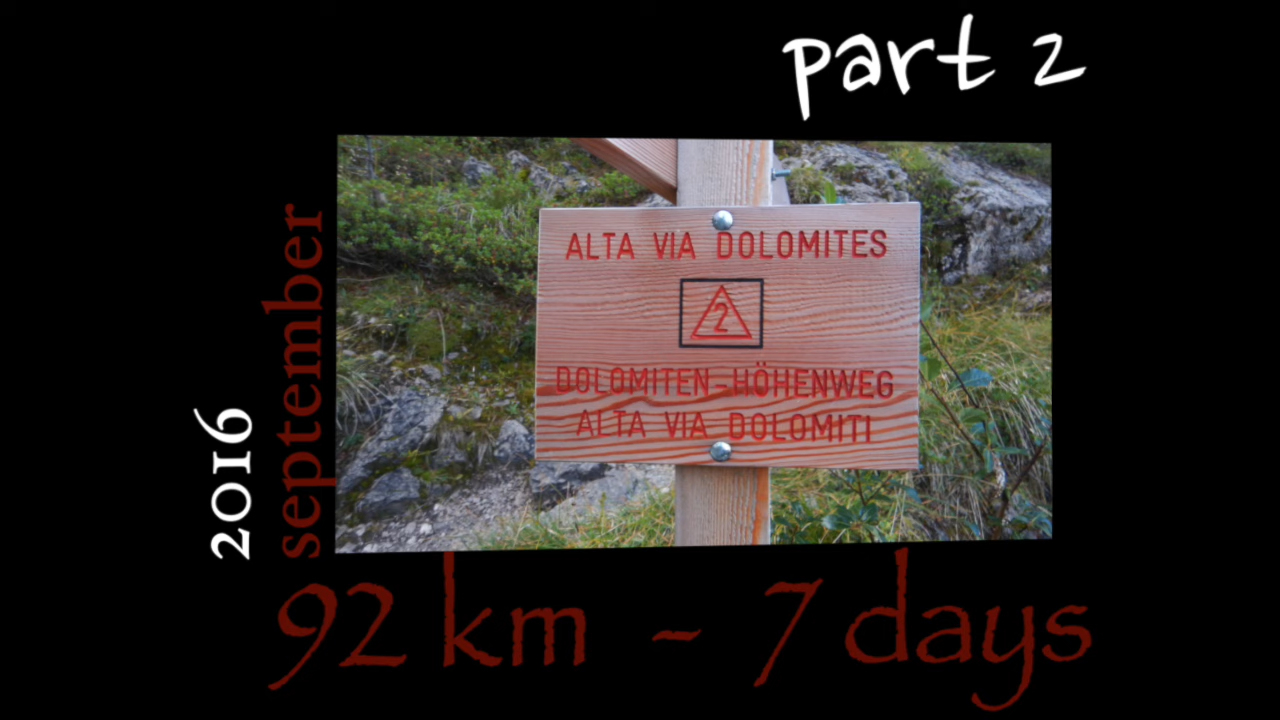 part 2
2016
september
ALTA VIA DOLOMITES
2
DOLOMITEN-HÖHENWEG
ALTA VIA DOLOMITI
92 km - 7 days